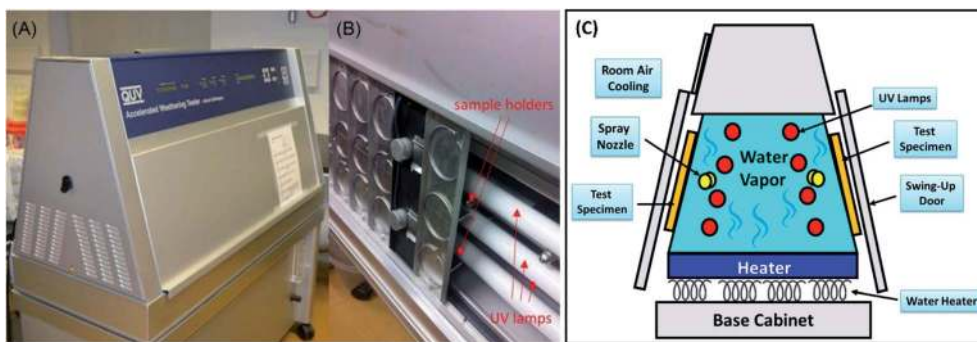 (A)
QUV
Accelerated Weathering Tester
(B)
sample holders
UV lamps
(C)
Room Air
Cooling
UV Lamps
Spray
Nozzle
Water
Vapor
Test
Specimen
Test
Specimen
Swing-Up
Door
Heater
Water Heater
Base Cabinet